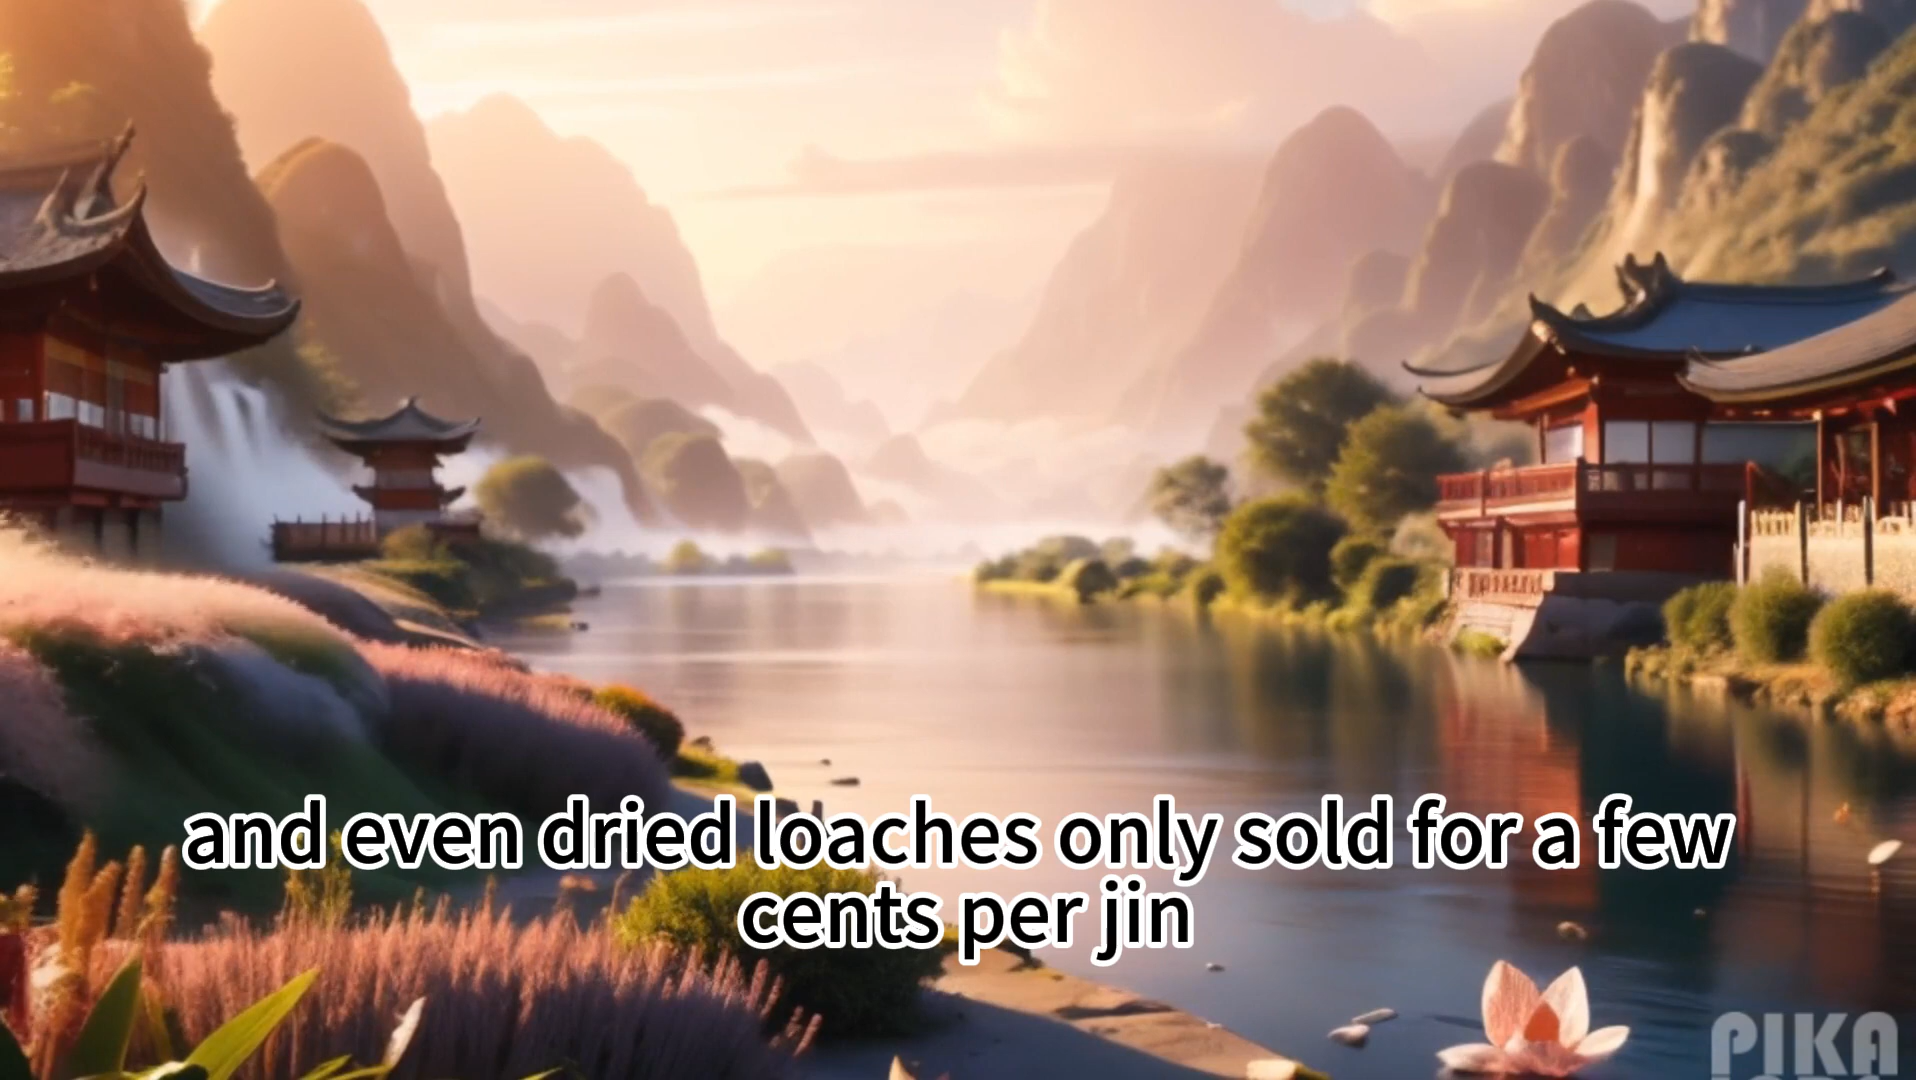 and even dried loaches only sold for a few
cents per jin
PIKA